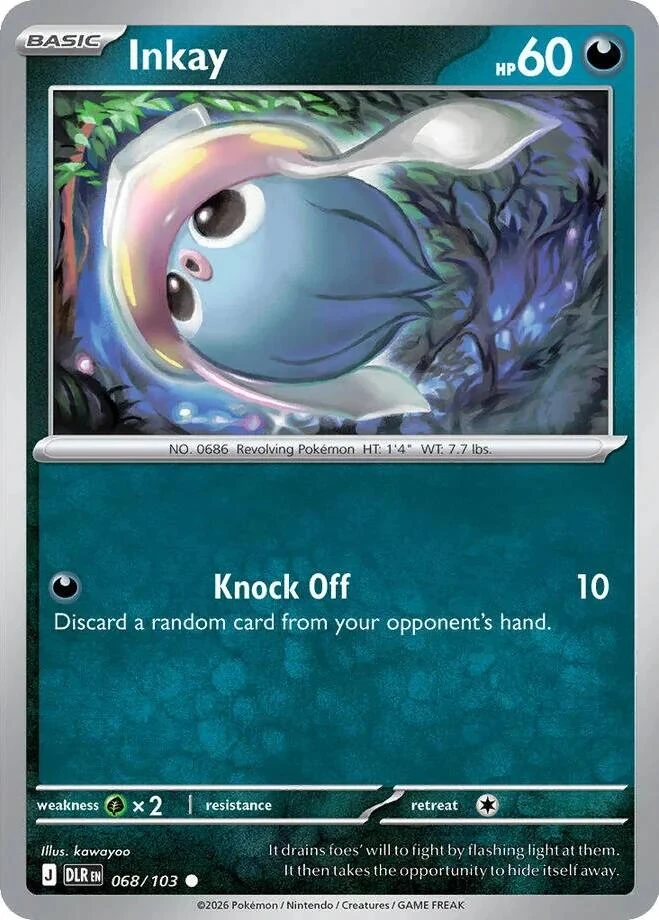 BASIC
Inkay
HP 60
NO. 0686 Revolving Pokémon HT: 1'4" WT: 7.7 lbs.
Knock Off 10
Discard a random card from your opponent's hand.
weakness ×2 resistance retreat
Illus. kawayoo
It drains foes' will to fight by flashing light at them.
It then takes the opportunity to hide itself away.
J DLR EN 068/103
©2026 Pokémon / Nintendo / Creatures / GAME FREAK